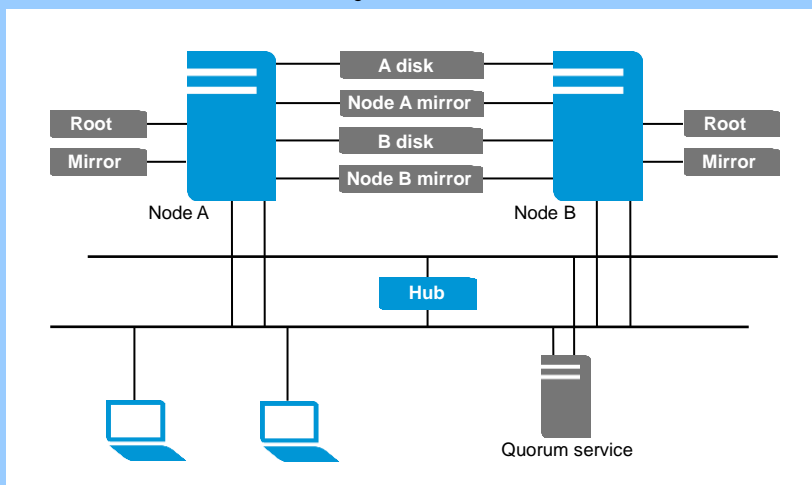 A disk
Node A mirror
Root
Root
B disk
Mirror
Mirror
Node B mirror
Node A
Node B
Hub
Quorum service